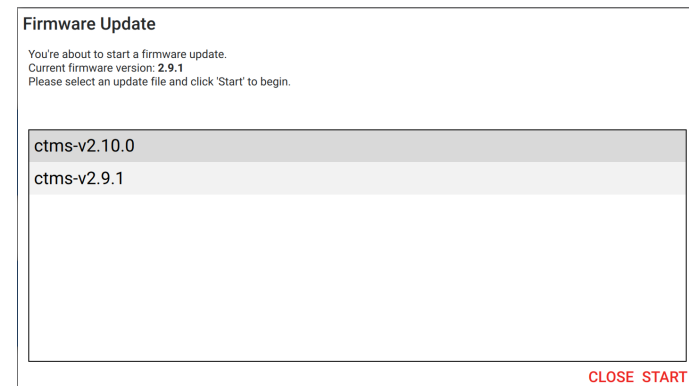 Firmware Update
You're about to start a firmware update.
Current firmware version: 2.9.1
Please select an update file and click 'Start' to begin.
ctms-v2.10.0
ctms-v2.9.1
CLOSE START